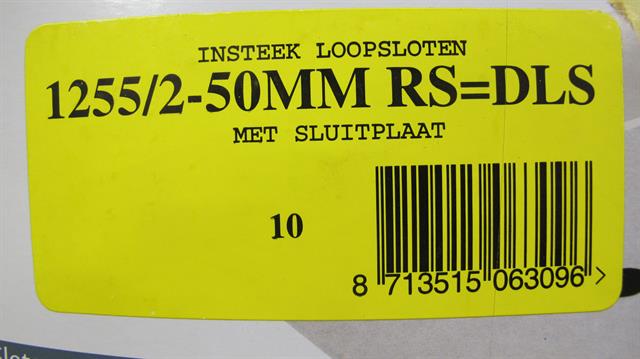 INSTEEK LOOPSLOTEN
1255/2-50MM RS=DLS
MET SLUITPLAAT
10
8 713515 063096 >